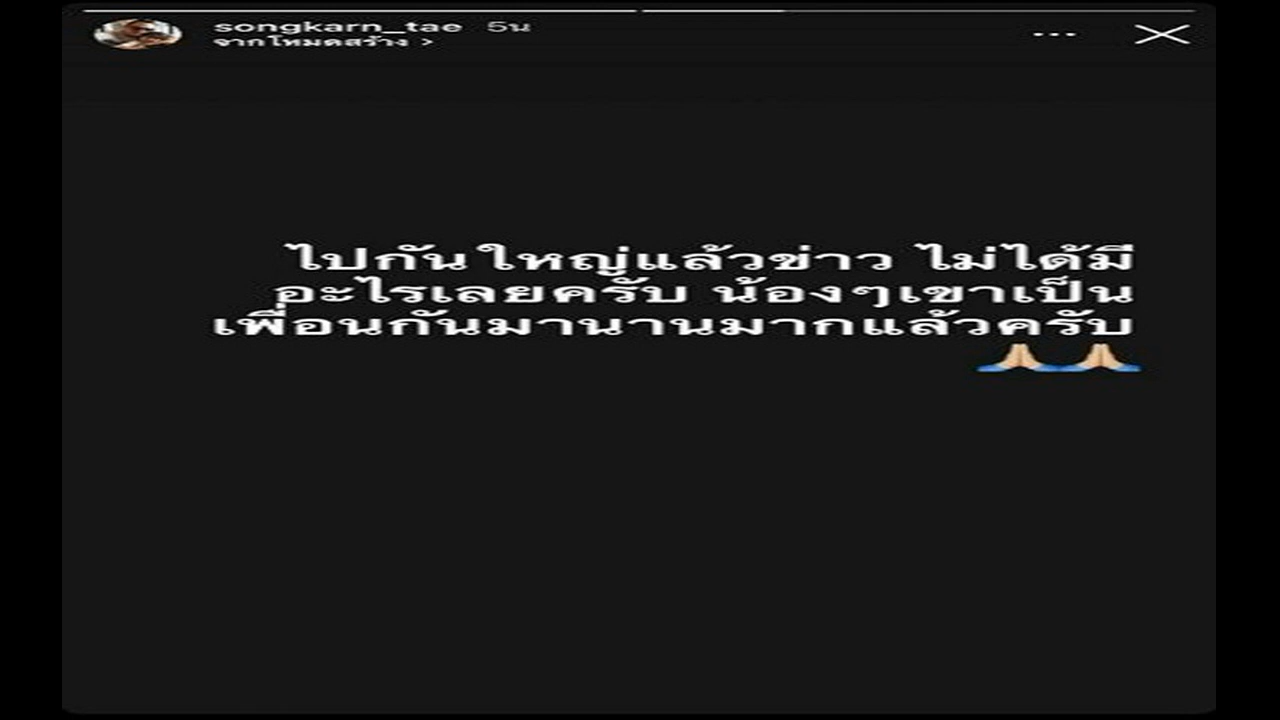 songkarn_tae 5น
จากโหมดสร้าง >
ไปกันใหญ่แล้วข่าว ไม่ได้มี
อะไรเลยครับ น้องๆเขาเป็น
เพื่อนกันมานานมากแล้วครับ
🙏🏻🙏🏻